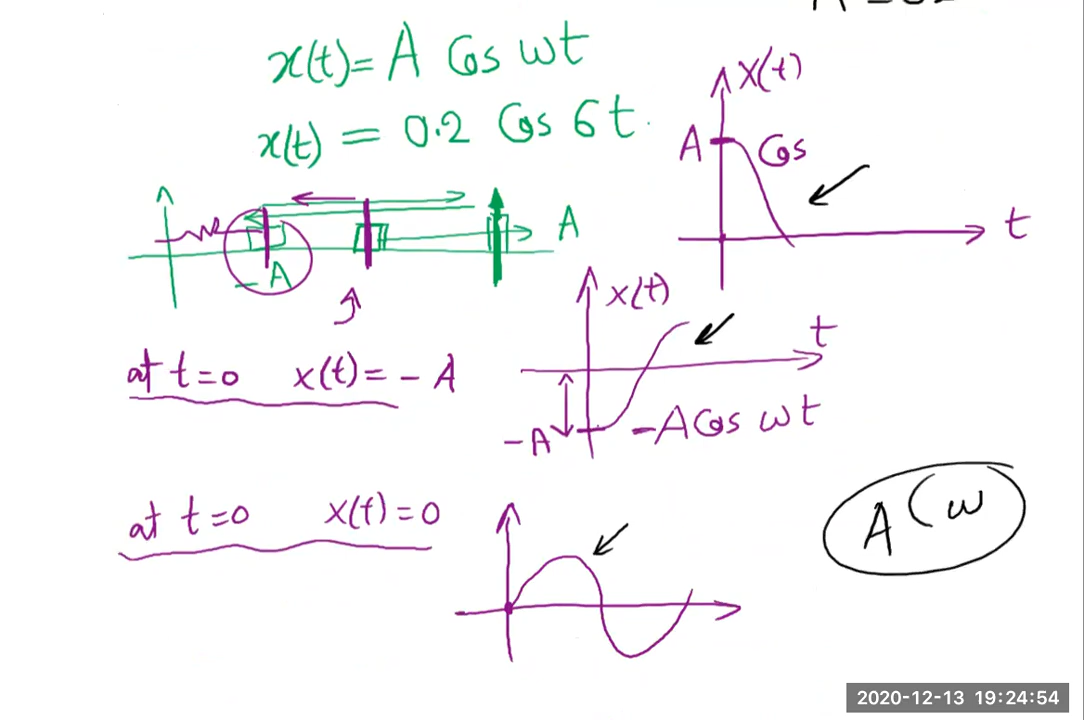 x(t) = A Cos ωt
x(t) = 0.2 Cos 6t.
x(t)
A
Cos
t
A
-A
x(t)
t
at t=0 x(t) = -A
-A
-A Cos ωt
at t=0 x(t) = 0
A ( ω
2020-12-13 19:24:54